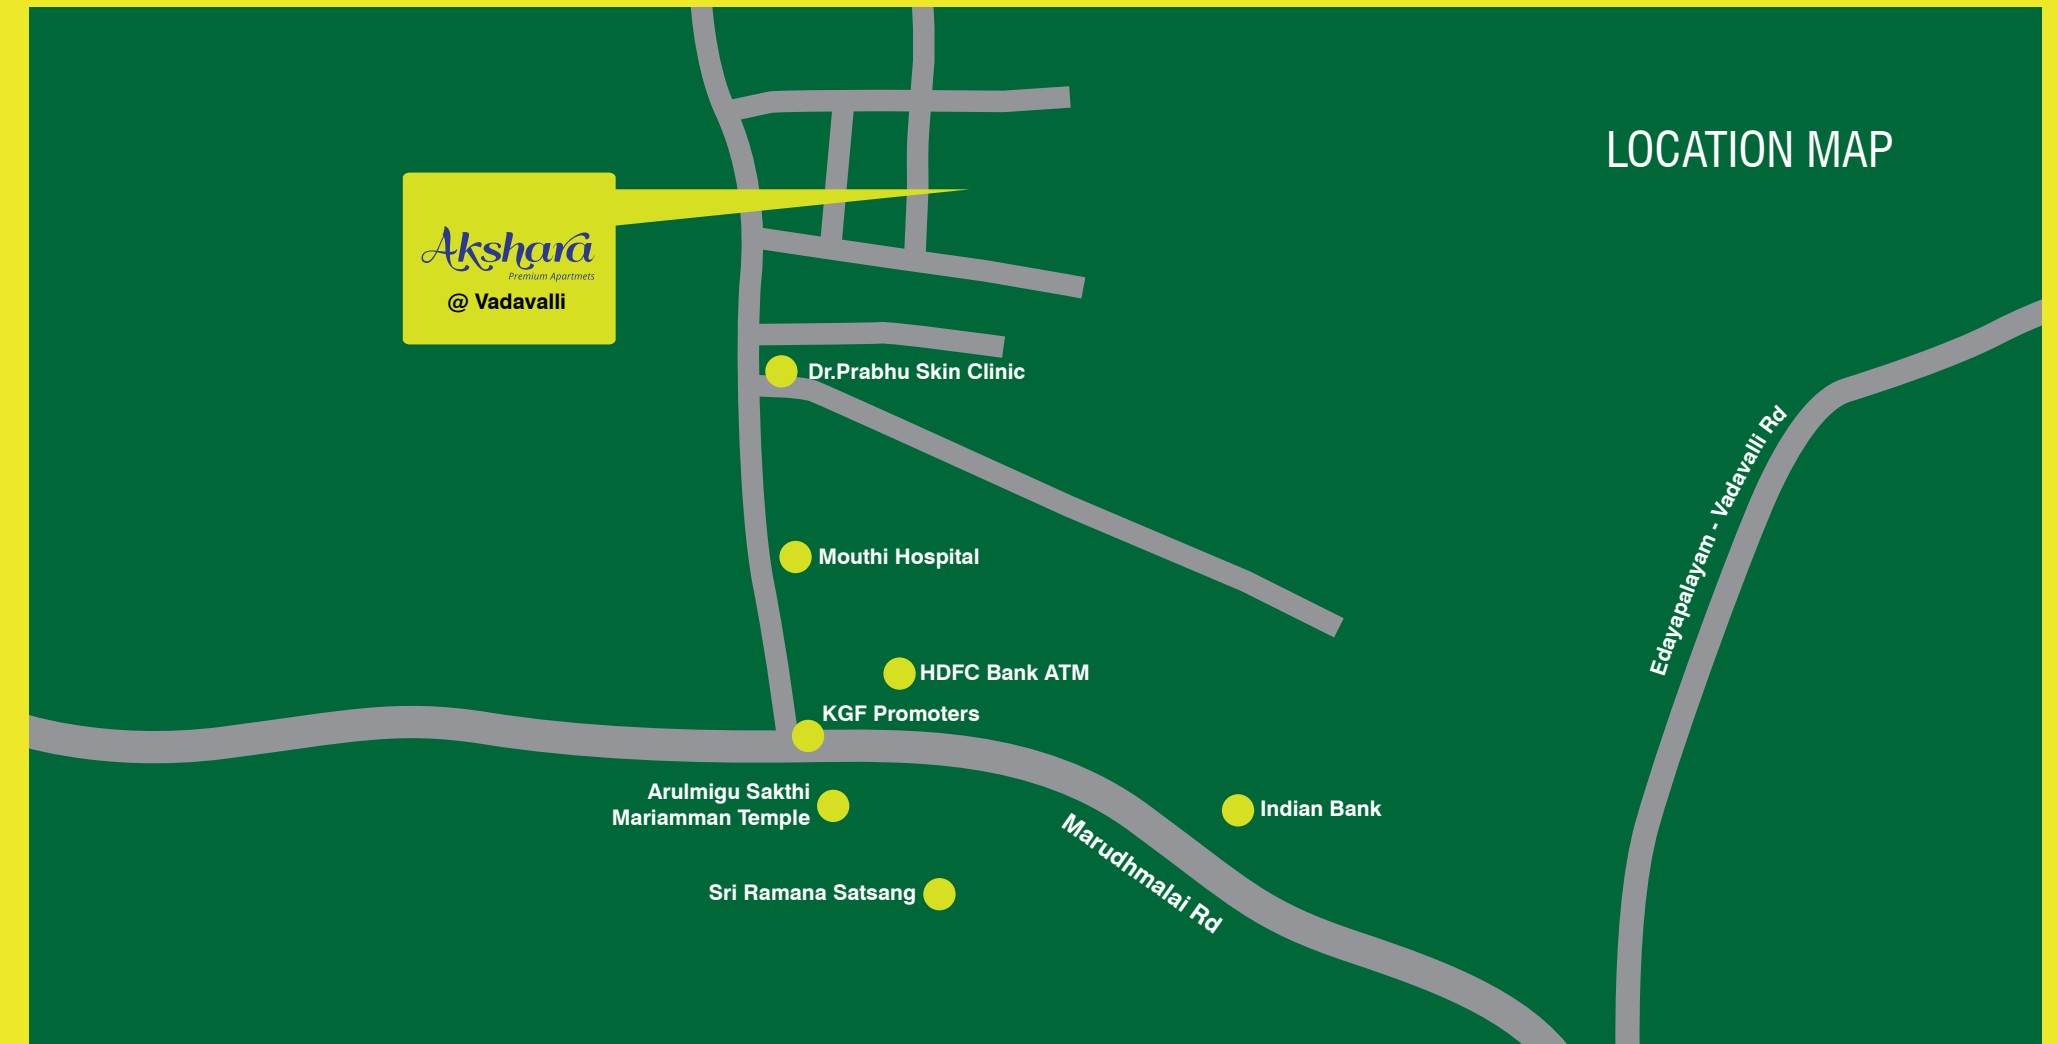 LOCATION MAP
Akshara
Premium Apartmets
@ Vadavalli
Dr.Prabhu Skin Clinic
Edayapalayam - Vadavalli Rd
Mouthi Hospital
HDFC Bank ATM
KGF Promoters
Arulmigu Sakthi
Mariamman Temple
Indian Bank
Marudhmalai Rd
Sri Ramana Satsang